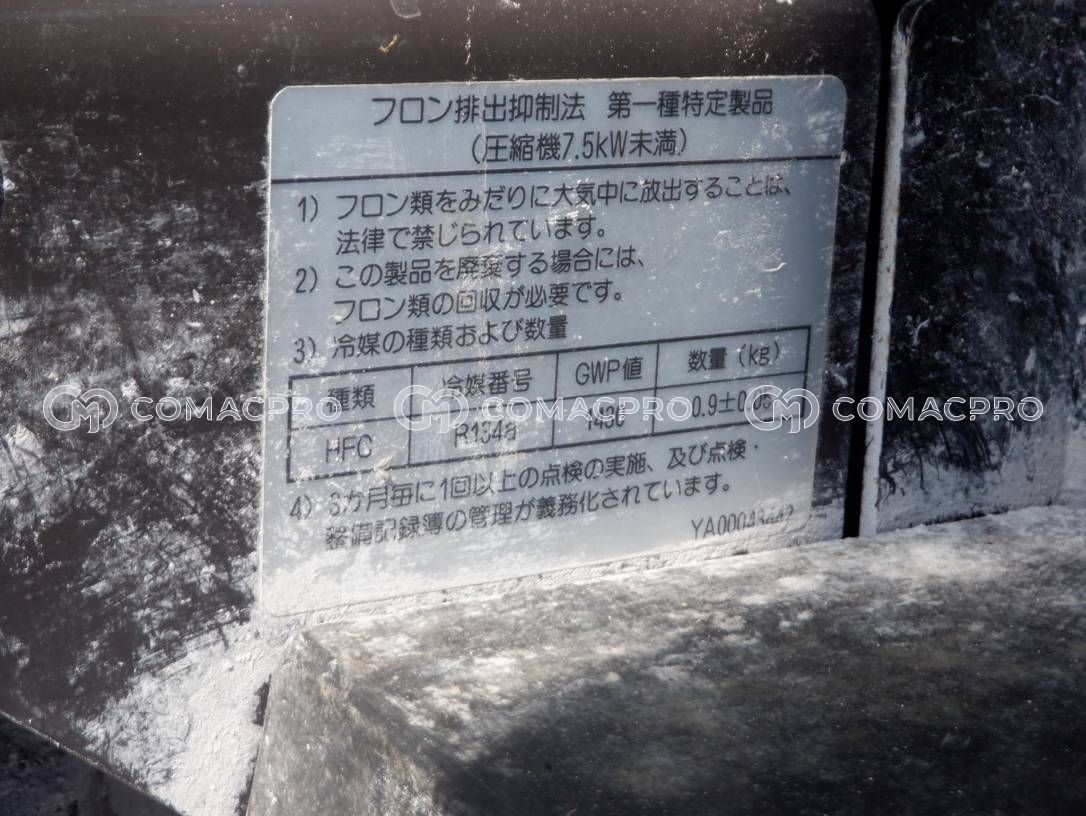 フロン排出抑制法 第一種特定製品
(圧縮機7.5kW未満)
1) フロン類をみだりに大気中に放出することは、
法律で禁じられています。
2) この製品を廃棄する場合には、
フロン類の回収が必要です。
3) 冷媒の種類および数量
種類 冷媒番号 GWP値 数量(kg)
COMACPRO COMACPRO COMACPRO
HFC R134a 1430 0.9±0.05
4) 3か月毎に1回以上の点検の実施、及び点検・
整備記録簿の管理が義務化されています。